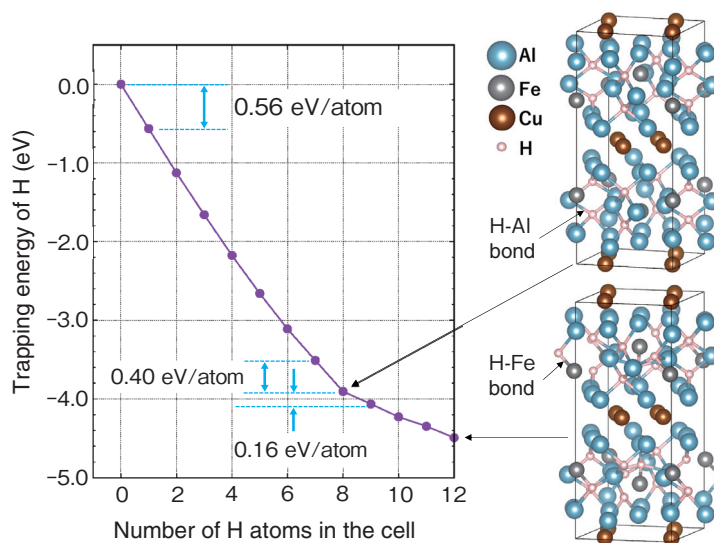 Trapping energy of H (eV)
0.0
−1.0
−2.0
−3.0
−4.0
−5.0
0.56 eV/atom
0.40 eV/atom
0.16 eV/atom
0 2 4 6 8 10 12
Number of H atoms in the cell
Al
Fe
Cu
H
H-Al
bond
H-Fe
bond